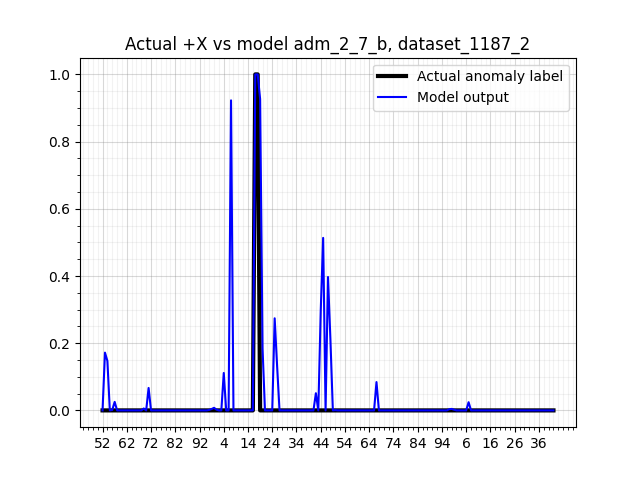 Actual +X vs model adm_2_7_b, dataset_1187_2
Actual anomaly label
Model output
1.0
0.8
0.6
0.4
0.2
0.0
52 62 72 82 92 4 14 24 34 44 54 64 74 84 94 6 16 26 36